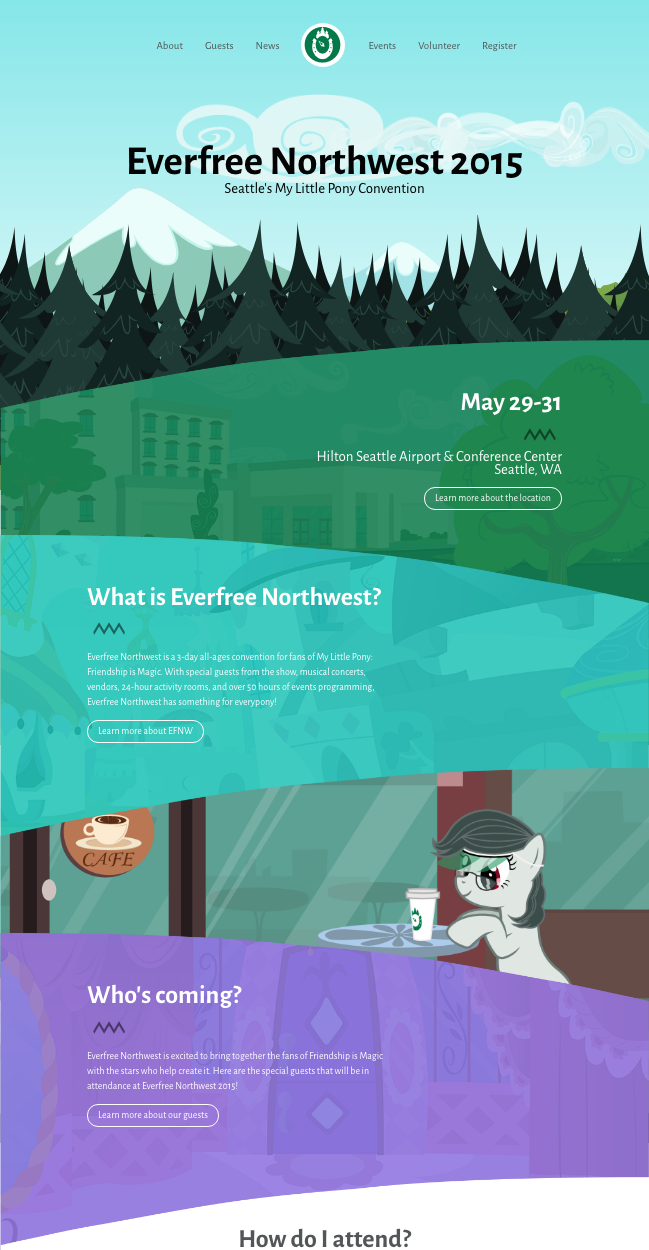 About Guests News Events Volunteer Register
Everfree Northwest 2015
Seattle's My Little Pony Convention
May 29-31
Hilton Seattle Airport & Conference Center
Seattle, WA
Learn more about the location
What is Everfree Northwest?
Everfree Northwest is a 3-day all-ages convention for fans of My Little Pony:
Friendship is Magic. With special guests from the show, musical concerts,
vendors, 24-hour activity rooms, and over 50 hours of events programming,
Everfree Northwest has something for everypony!
Learn more about EFNW
CAFE
Who's coming?
Everfree Northwest is excited to bring together the fans of Friendship is Magic
with the stars who help create it. Here are the special guests that will be in
attendance at Everfree Northwest 2015!
Learn more about our guests
How do I attend?